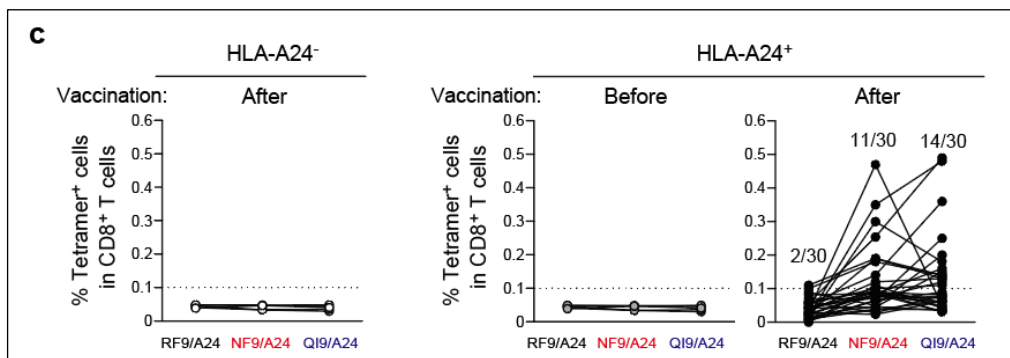 c
HLA-A24⁻
HLA-A24⁺
Vaccination: After
Vaccination: Before After
% Tetramer⁺ cells
in CD8⁺ T cells
0.6
0.5
0.4
0.3
0.2
0.1
0
RF9/A24 NF9/A24 QI9/A24
% Tetramer⁺ cells
in CD8⁺ T cells
0.6
0.5
0.4
0.3
0.2
0.1
0
RF9/A24 NF9/A24 QI9/A24
0.6
0.5
0.4
0.3
0.2
0.1
0
2/30
11/30
14/30
RF9/A24 NF9/A24 QI9/A24